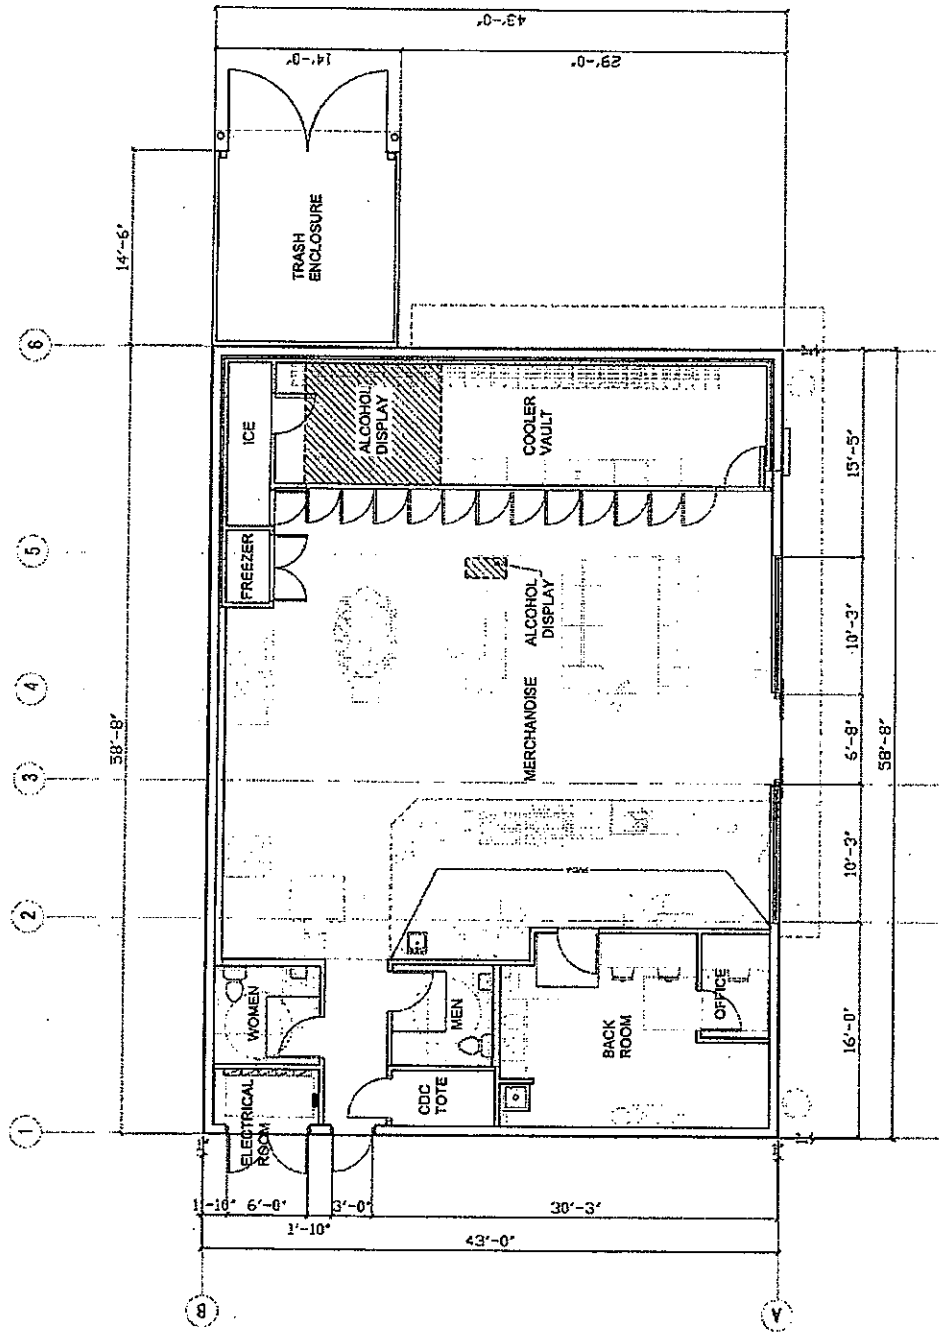 43'-0"
14'-0"
29'-0"
14'-6"
TRASH
ENCLOSURE
6
ICE
ALCOHOL
DISPLAY
COOLER
VAULT
15'-5"
5
FREEZER
ALCOHOL
DISPLAY
10'-3"
4
MERCHANDISE
6'-8"
58'-8"
58'-8"
3
10'-3"
2
WOMEN
MEN
OFFICE
BACK
ROOM
16'-0"
ELECTRICAL
ROOM
CDC
TOTE
1
1'
1'-10"
6'-0"
1'-10"
3'-0"
30'-3"
43'-0"
B
A